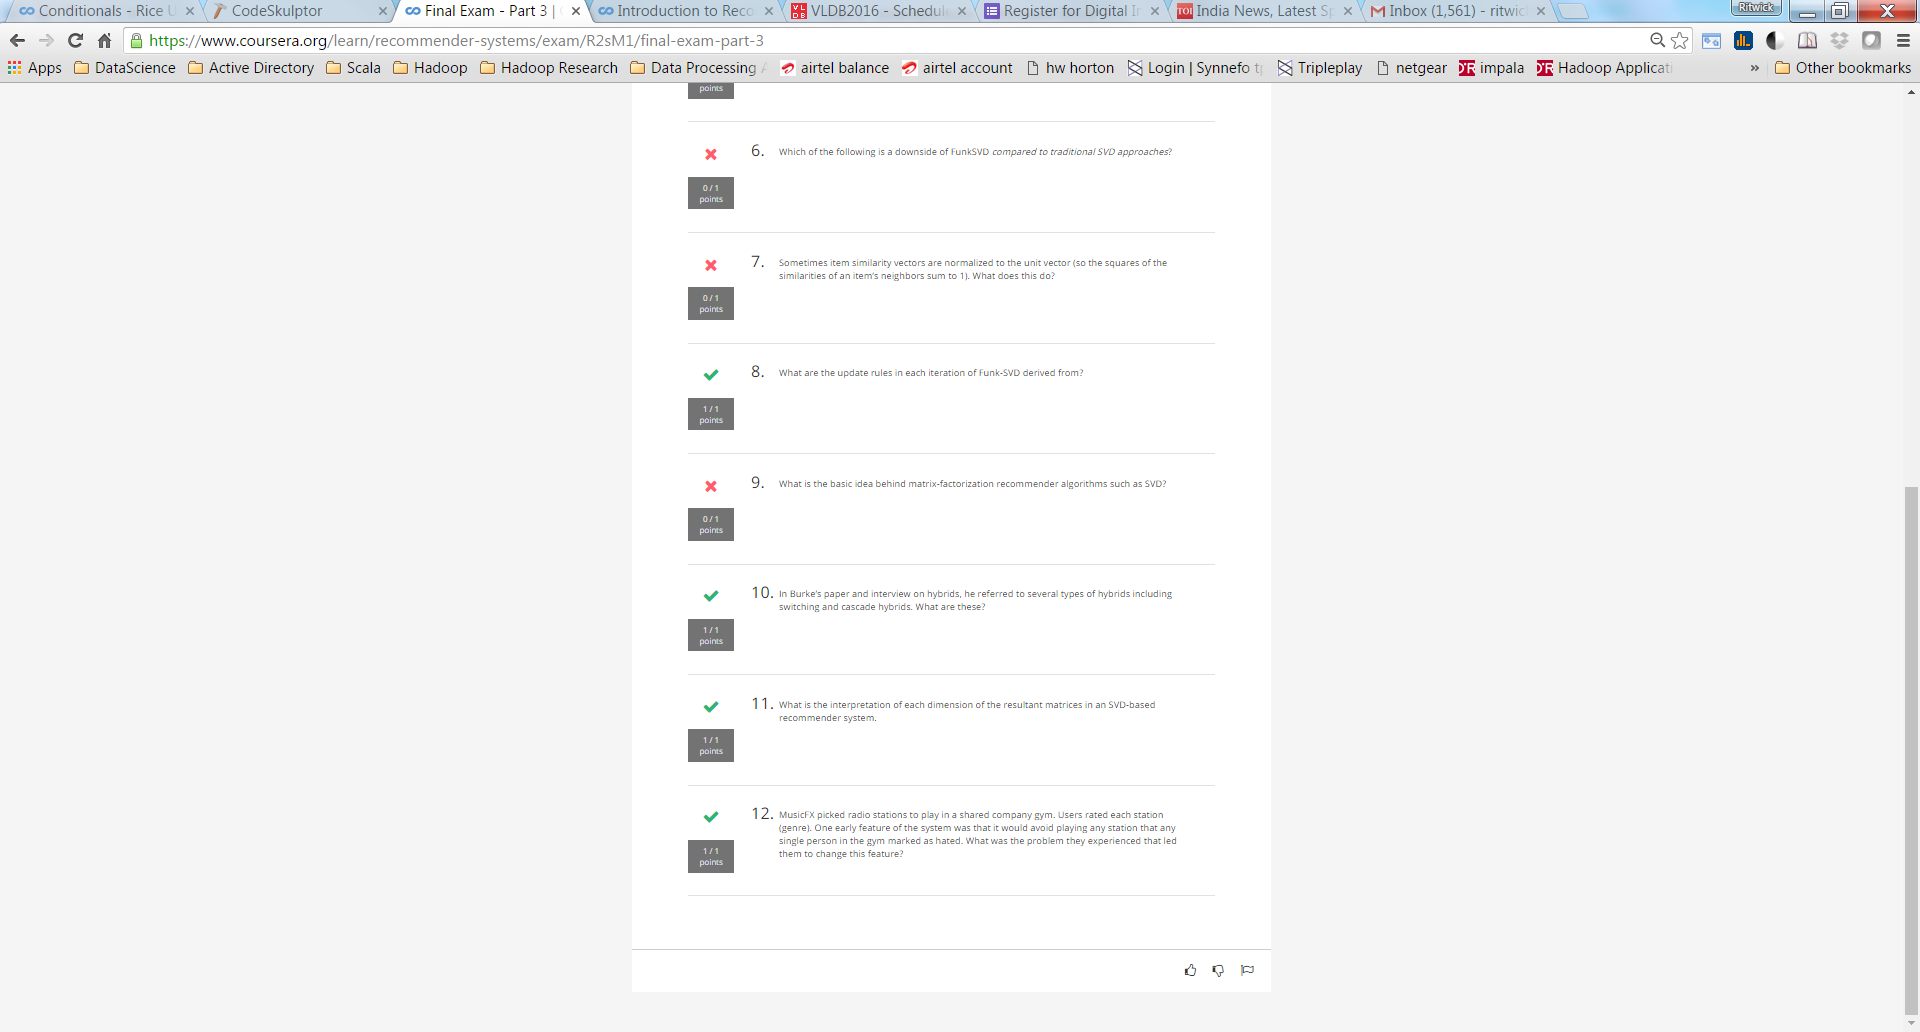 Conditionals - Rice U
CodeSkulptor
Final Exam - Part 3 |
Introduction to Reco
VLDB2016 - Schedule
Register for Digital I
India News, Latest Sp
Inbox (1,561) - ritwic
Ritwick
https://www.coursera.org/learn/recommender-systems/exam/R2sM1/final-exam-part-3
Apps
DataScience
Active Directory
Scala
Hadoop
Hadoop Research
Data Processing
airtel balance
airtel account
hw horton
Login | Synnefo
Tripleplay
netgear
impala
Hadoop Applicati
»
Other bookmarks
points
6. Which of the following is a downside of FunkSVD compared to traditional SVD approaches?
0 / 1
points
7. Sometimes item similarity vectors are normalized to the unit vector (so the squares of the
similarities of an item's neighbors sum to 1). What does this do?
0 / 1
points
8. What are the update rules in each iteration of Funk-SVD derived from?
1 / 1
points
9. What is the basic idea behind matrix-factorization recommender algorithms such as SVD?
0 / 1
points
10. In Burke's paper and interview on hybrids, he referred to several types of hybrids including
switching and cascade hybrids. What are these?
1 / 1
points
11. What is the interpretation of each dimension of the resultant matrices in an SVD-based
recommender system.
1 / 1
points
12. MusicFX picked radio stations to play in a shared company gym. Users rated each station
(genre). One early feature of the system was that it would avoid playing any station that any
single person in the gym marked as hated. What was the problem they experienced that led
them to change this feature?
1 / 1
points